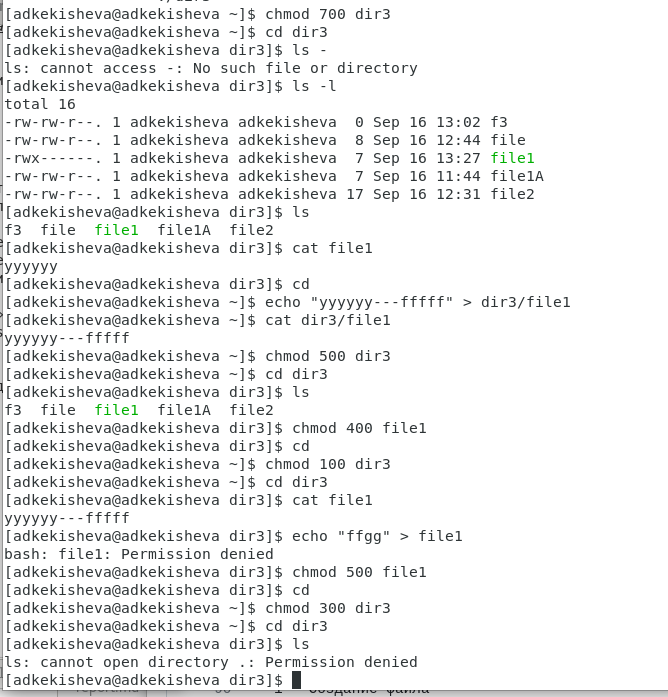 [adkekisheva@adkekisheva ~]$ chmod 700 dir3
[adkekisheva@adkekisheva ~]$ cd dir3
[adkekisheva@adkekisheva dir3]$ ls -
ls: cannot access -: No such file or directory
[adkekisheva@adkekisheva dir3]$ ls -l
total 16
-rw-rw-r--. 1 adkekisheva adkekisheva  0 Sep 16 13:02 f3
-rw-rw-r--. 1 adkekisheva adkekisheva  8 Sep 16 12:44 file
-rwx------. 1 adkekisheva adkekisheva  7 Sep 16 13:27 file1
-rw-rw-r--. 1 adkekisheva adkekisheva  7 Sep 16 11:44 file1A
-rw-rw-r--. 1 adkekisheva adkekisheva 17 Sep 16 12:31 file2
[adkekisheva@adkekisheva dir3]$ ls
f3  file  file1  file1A  file2
[adkekisheva@adkekisheva dir3]$ cat file1
yyyyyy
[adkekisheva@adkekisheva dir3]$ cd
[adkekisheva@adkekisheva ~]$ echo "yyyyyy---fffff" > dir3/file1
[adkekisheva@adkekisheva ~]$ cat dir3/file1
yyyyyy---fffff
[adkekisheva@adkekisheva ~]$ chmod 500 dir3
[adkekisheva@adkekisheva ~]$ cd dir3
[adkekisheva@adkekisheva dir3]$ ls
f3  file  file1  file1A  file2
[adkekisheva@adkekisheva dir3]$ chmod 400 file1
[adkekisheva@adkekisheva dir3]$ cd
[adkekisheva@adkekisheva ~]$ chmod 100 dir3
[adkekisheva@adkekisheva ~]$ cd dir3
[adkekisheva@adkekisheva dir3]$ cat file1
yyyyyy---fffff
[adkekisheva@adkekisheva dir3]$ echo "ffgg" > file1
bash: file1: Permission denied
[adkekisheva@adkekisheva dir3]$ chmod 500 file1
[adkekisheva@adkekisheva dir3]$ cd
[adkekisheva@adkekisheva ~]$ chmod 300 dir3
[adkekisheva@adkekisheva ~]$ cd dir3
[adkekisheva@adkekisheva dir3]$ ls
ls: cannot open directory .: Permission denied
[adkekisheva@adkekisheva dir3]$